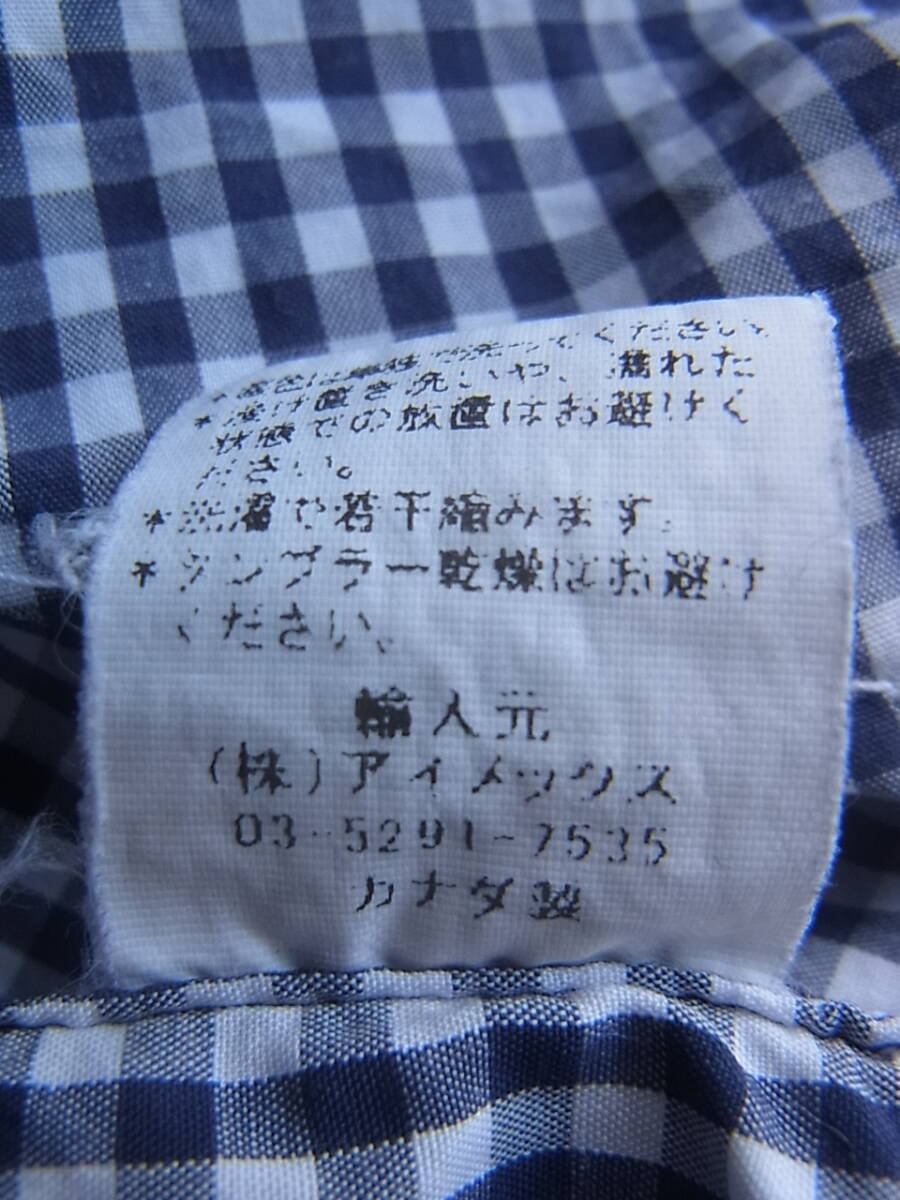 *濃色は単独で洗ってください。
*浸け置き洗いや、濡れた
状態での放置はお避けく
ださい。
*洗濯で若干縮みます。
*タンブラー乾燥はお避け
ください。
輸入元
(株)アイメックス
03-5291-7535
カナダ製